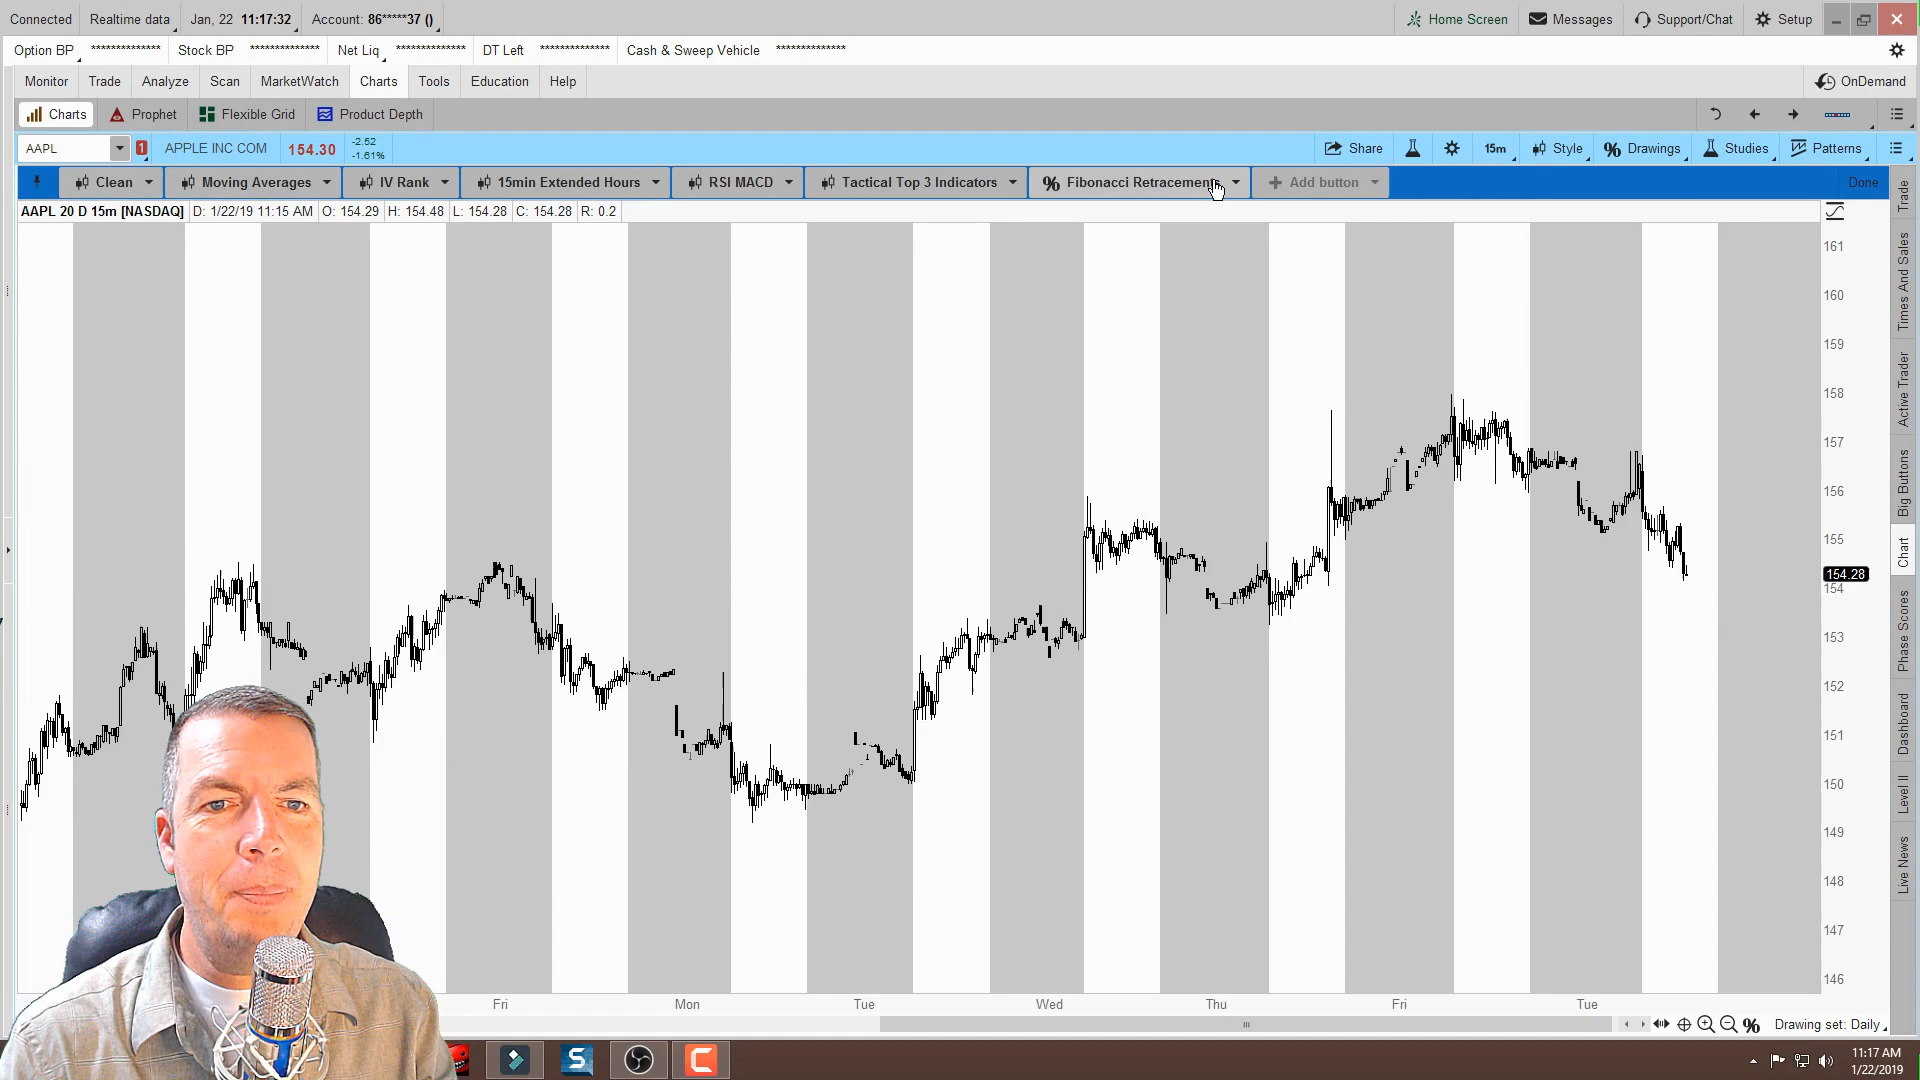 Connected Realtime data Jan, 22 11:17:32 Account: 86*****37 () Home Screen Messages Support/Chat Setup
Option BP ************** Stock BP ************** Net Liq ************** DT Left ************** Cash & Sweep Vehicle **************
Monitor Trade Analyze Scan MarketWatch Charts Tools Education Help OnDemand
Charts Prophet Flexible Grid Product Depth
AAPL 1 APPLE INC COM 154.30 -2.52 Share 15m Style Drawings Studies Patterns
-1.61%
Clean Moving Averages IV Rank 15min Extended Hours RSI MACD Tactical Top 3 Indicators Fibonacci Retracements Add button Done
AAPL 20 D 15m [NASDAQ] D: 1/22/19 11:15 AM O: 154.29 H: 154.48 L: 154.28 C: 154.28 R: 0.2
161
160
159
158
157
156
155
154.28
154
153
152
151
150
149
148
147
146
Fri Mon Tue Wed Thu Fri Tue
Drawing set: Daily
Trade
Times And Sales
Active Trader
Big Buttons
Chart
Phase Scores
Dashboard
Level II
Live News
11:17 AM
1/22/2019